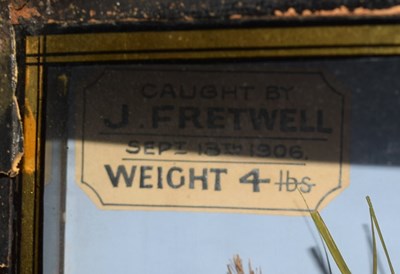 CAUGHT BY
J. FRETWELL
SEPT 18TH 1906.
WEIGHT 4 lbs